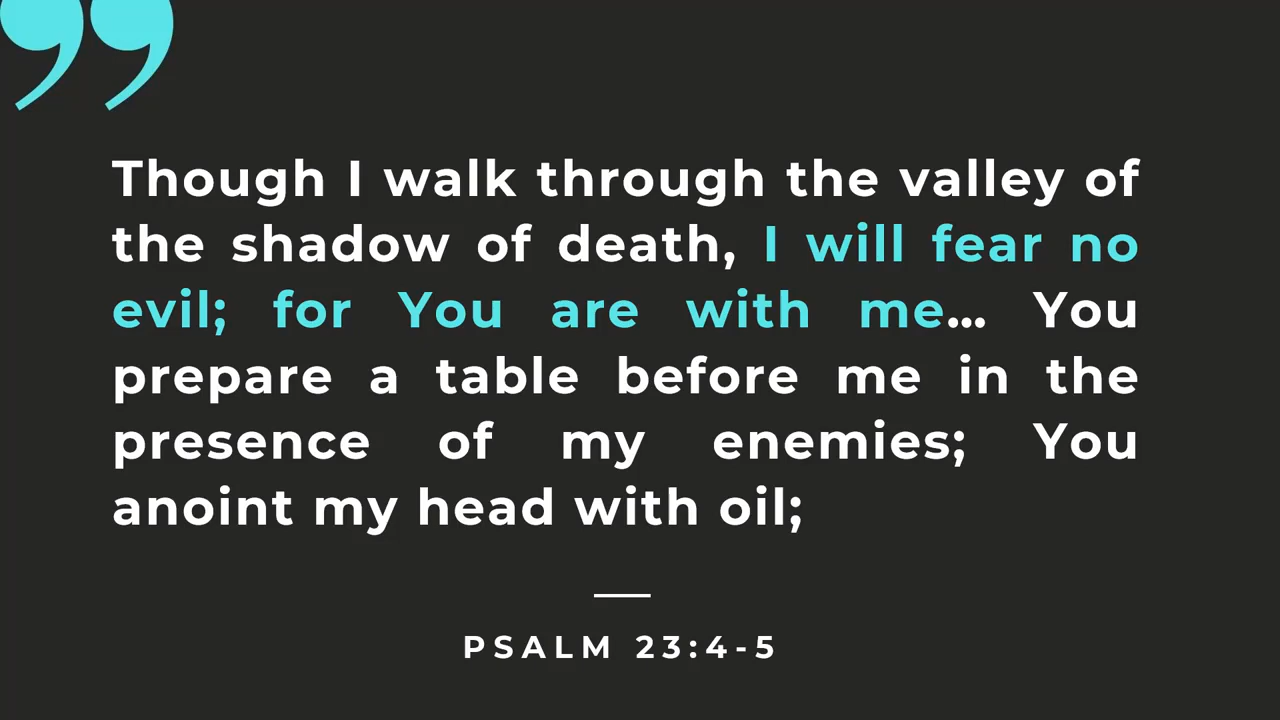 ”
Though I walk through the valley of
the shadow of death, I will fear no
evil; for You are with me... You
prepare a table before me in the
presence of my enemies; You
anoint my head with oil;
PSALM 23:4-5